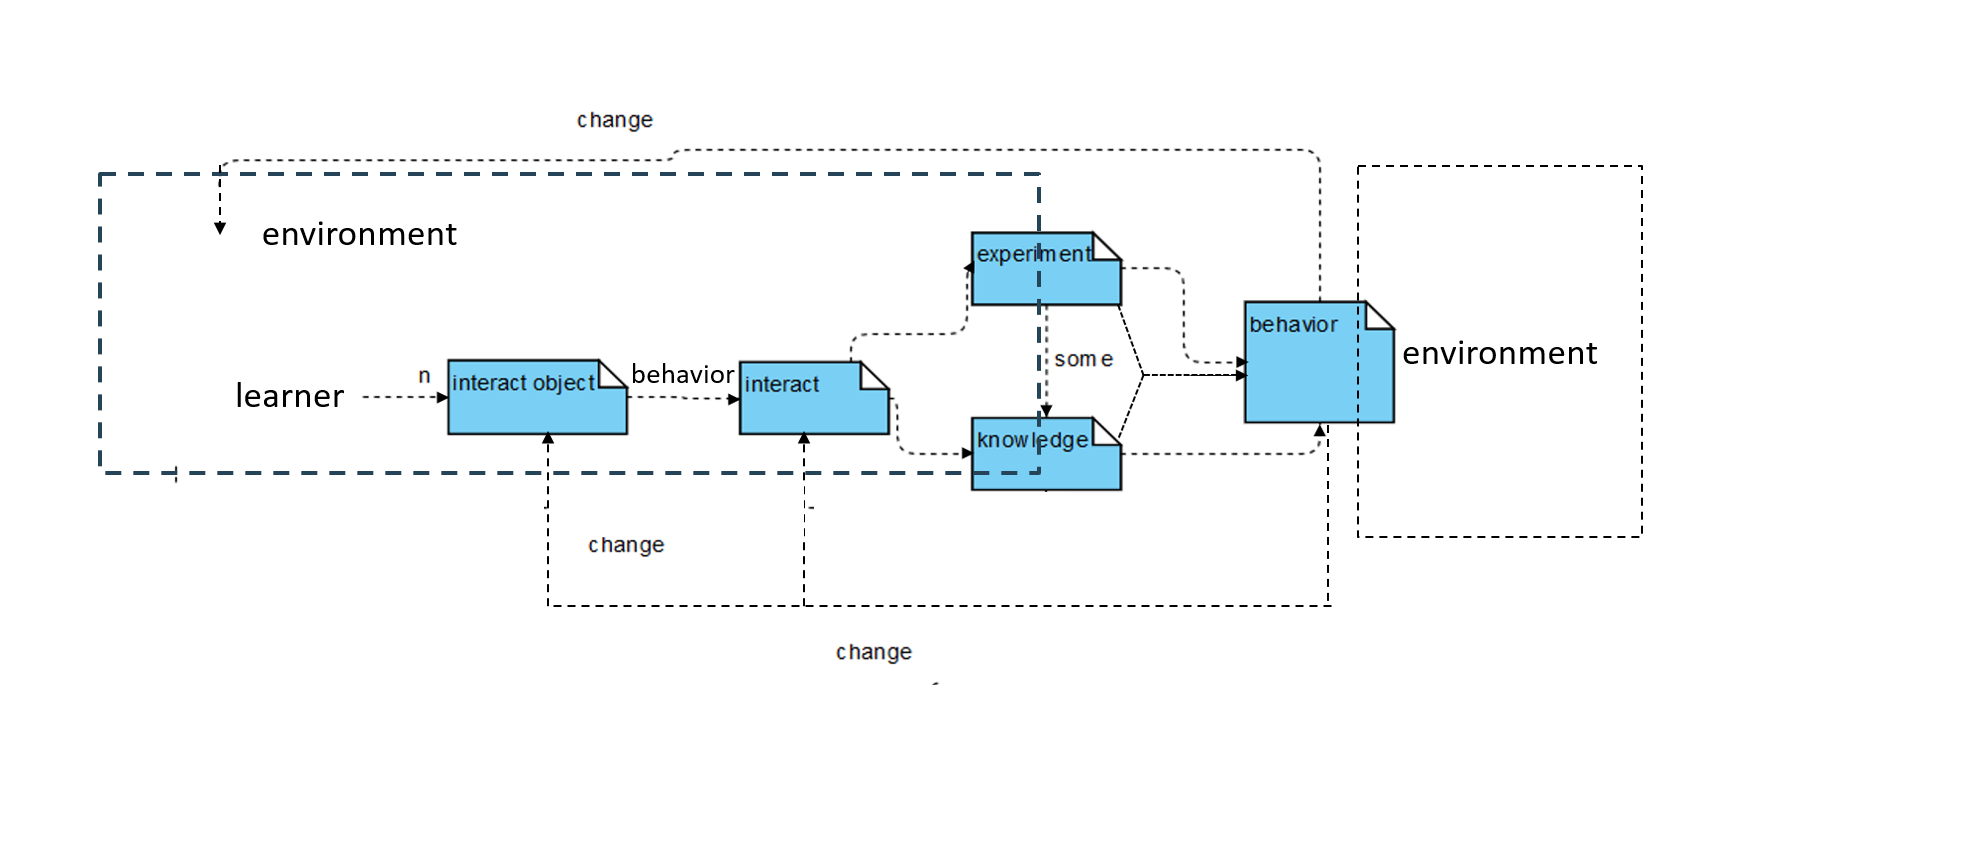 change
environment
experiment
behavior
some
environment
n
interact object
behavior
interact
learner
knowledge
change
change